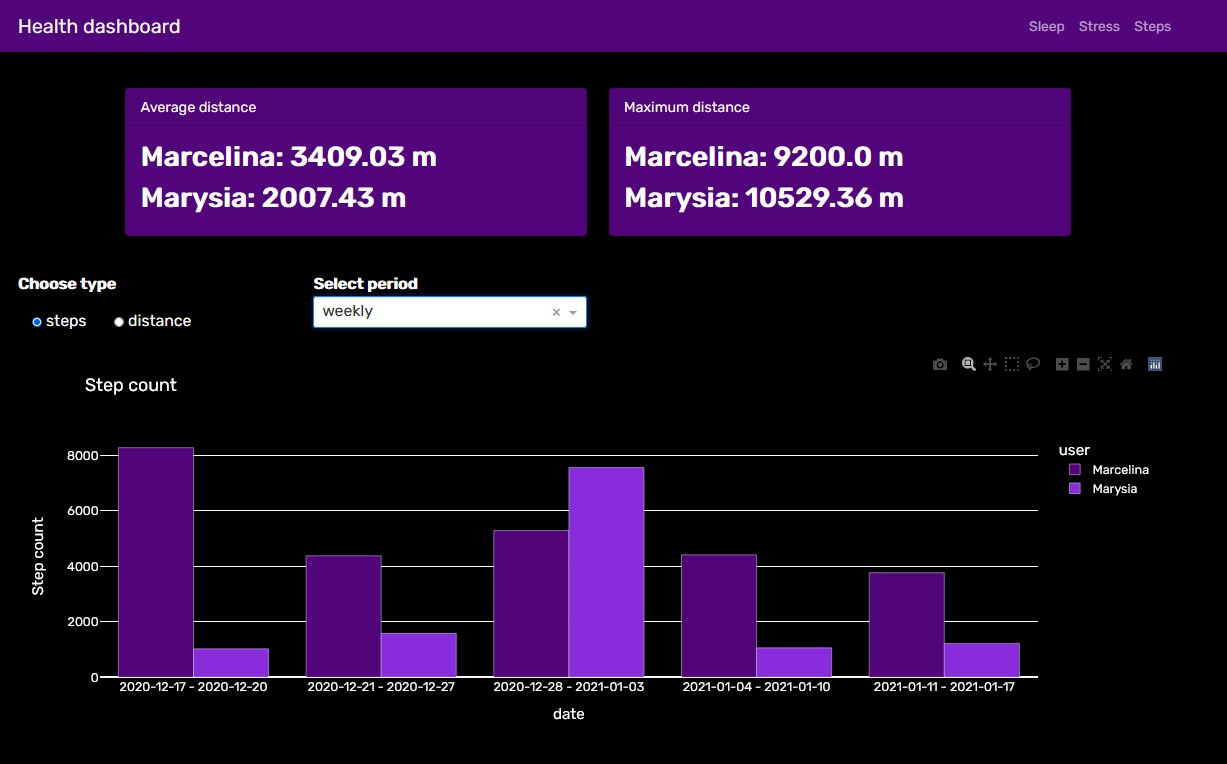 Health dashboard
Sleep Stress Steps
Average distance
Marcelina: 3409.03 m
Marysia: 2007.43 m
Maximum distance
Marcelina: 9200.0 m
Marysia: 10529.36 m
Choose type
steps distance
Select period
weekly
Step count
8000
6000
4000
2000
0
Step count
2020-12-17 - 2020-12-20
2020-12-21 - 2020-12-27
2020-12-28 - 2021-01-03
2021-01-04 - 2021-01-10
2021-01-11 - 2021-01-17
date
user
Marcelina
Marysia